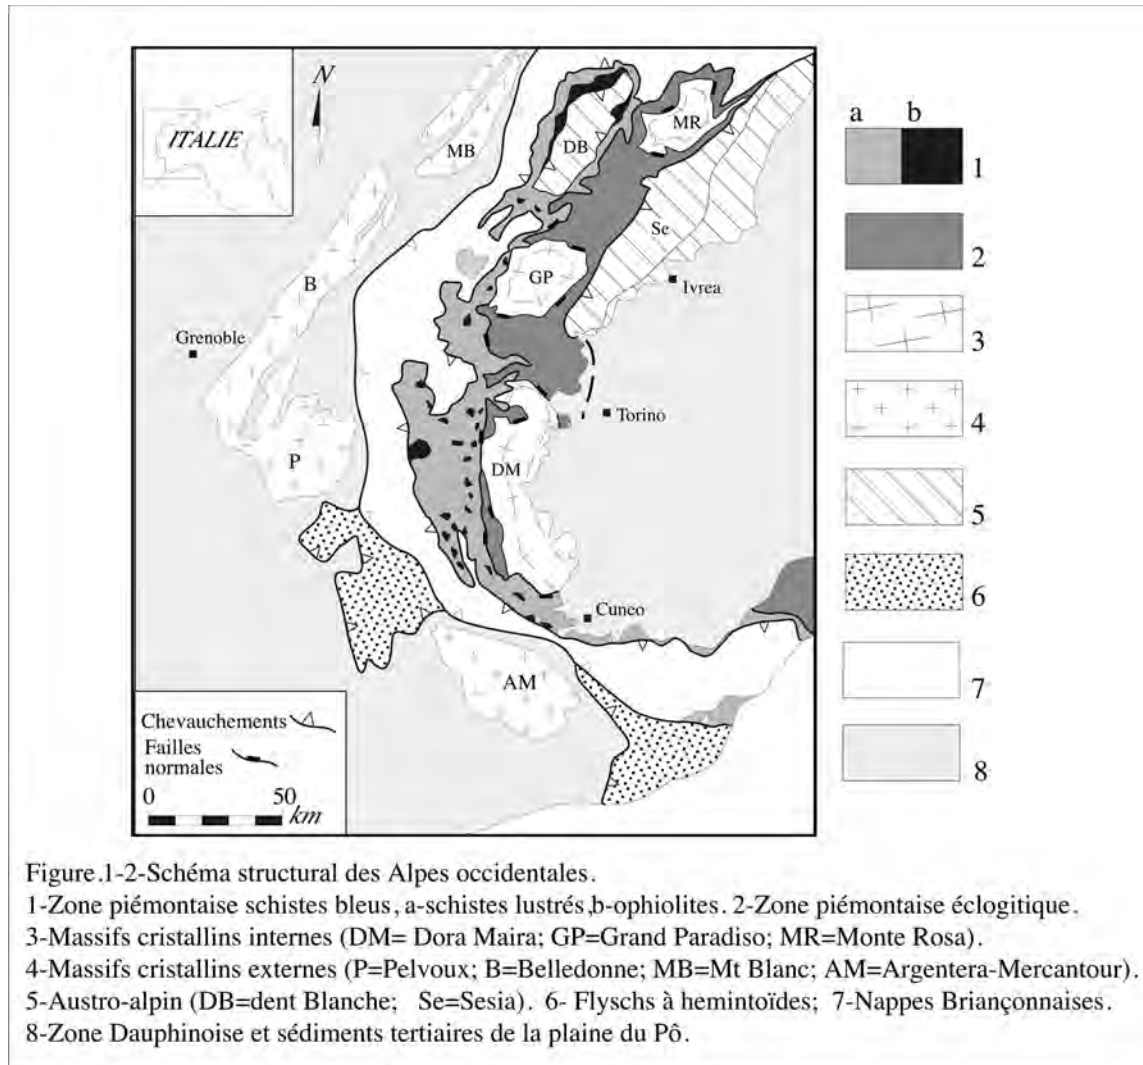 ITALIE
N
MB
DB
MR
Se
B
GP
Ivrea
Grenoble
Torino
P
DM
Cuneo
AM
Chevauchements
Failles
normales
0 50
km
a b
1
2
3
4
5
6
7
8
Figure.1-2-Schéma structural des Alpes occidentales.
1-Zone piémontaise schistes bleus, a-schistes lustrés,b-ophiolites. 2-Zone piémontaise éclogitique.
3-Massifs cristallins internes (DM= Dora Maira; GP=Grand Paradiso; MR=Monte Rosa).
4-Massifs cristallins externes (P=Pelvoux; B=Belledonne; MB=Mt Blanc; AM=Argentera-Mercantour).
5-Austro-alpin (DB=dent Blanche; Se=Sesia). 6- Flyschs à hemintoïdes; 7-Nappes Briançonnaises.
8-Zone Dauphinoise et sédiments tertiaires de la plaine du Pô.